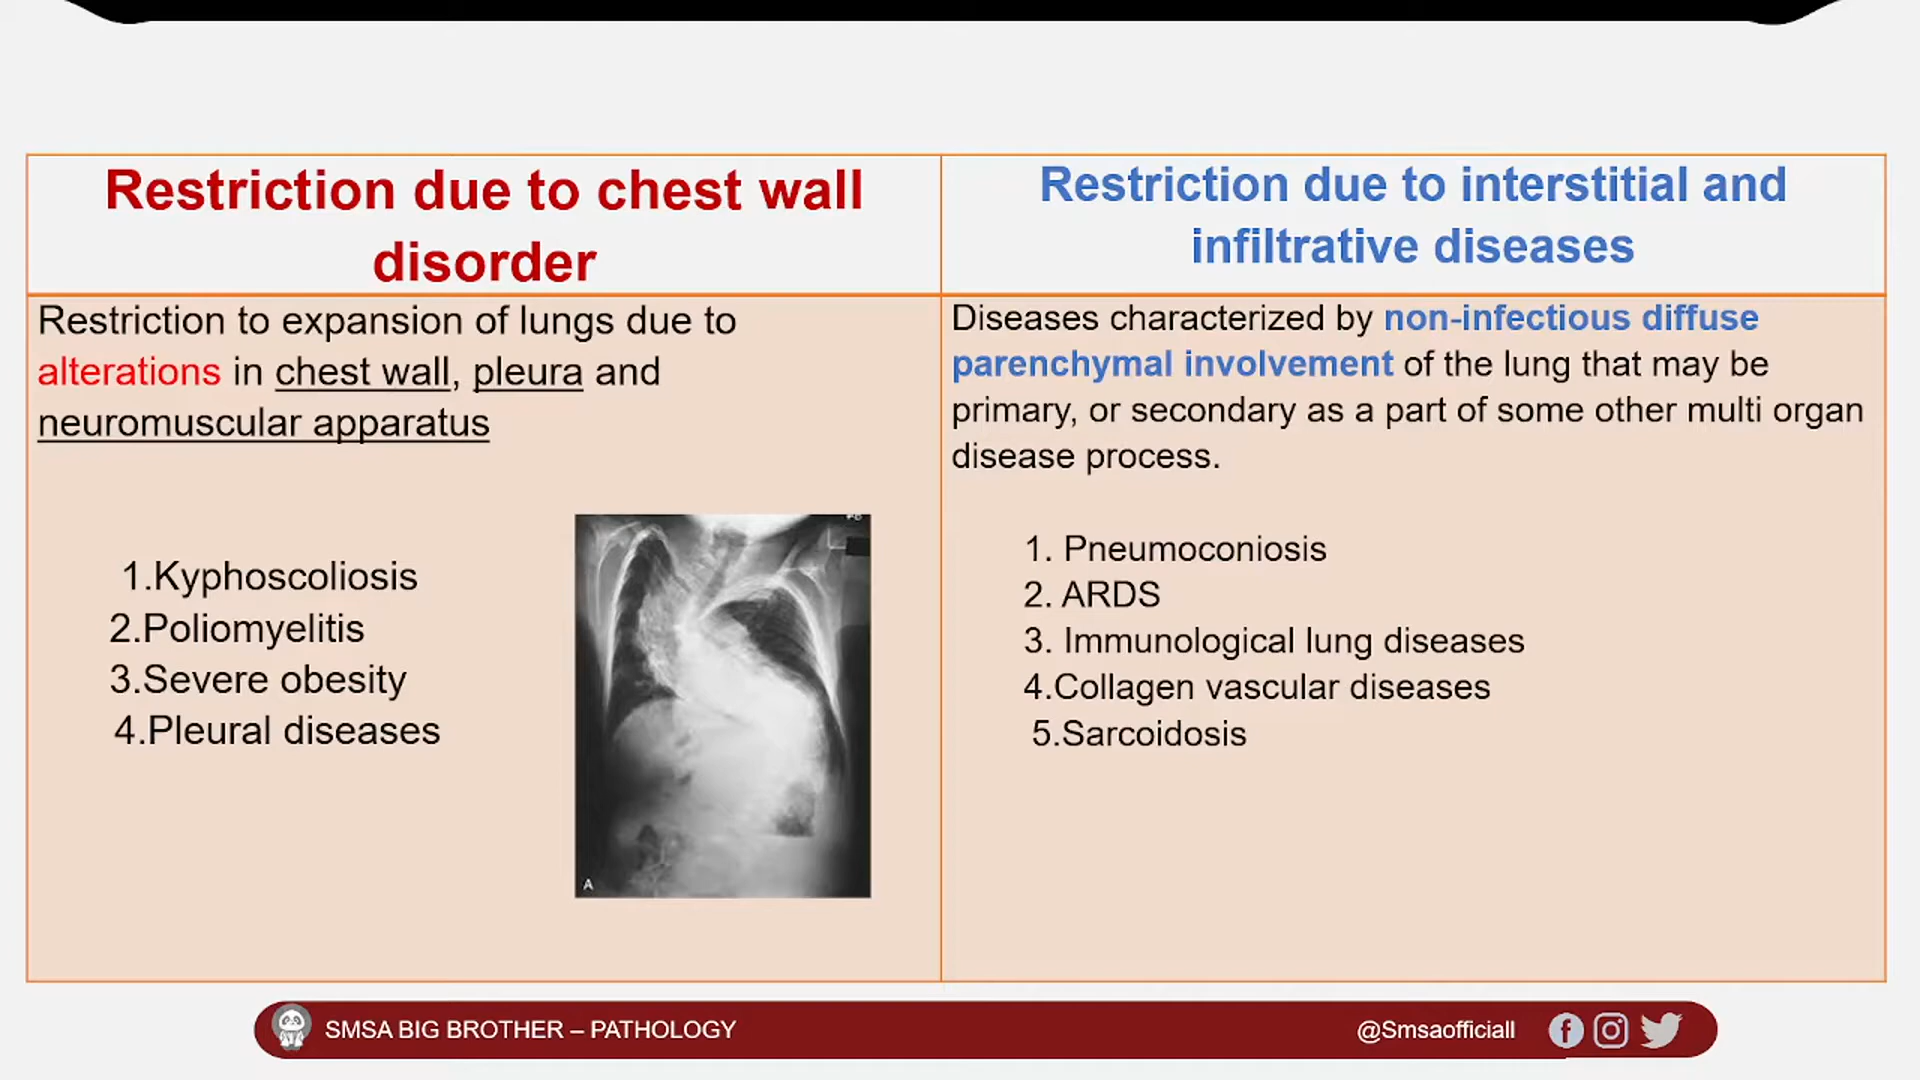 Restriction due to chest wall
disorder
Restriction to expansion of lungs due to
alterations in chest wall, pleura and
neuromuscular apparatus
1.Kyphoscoliosis
2.Poliomyelitis
3.Severe obesity
4.Pleural diseases
A
Restriction due to interstitial and
infiltrative diseases
Diseases characterized by non-infectious diffuse
parenchymal involvement of the lung that may be
primary, or secondary as a part of some other multi organ
disease process.
1. Pneumoconiosis
2. ARDS
3. Immunological lung diseases
4.Collagen vascular diseases
5.Sarcoidosis
SMSA BIG BROTHER – PATHOLOGY
@Smsaofficiall